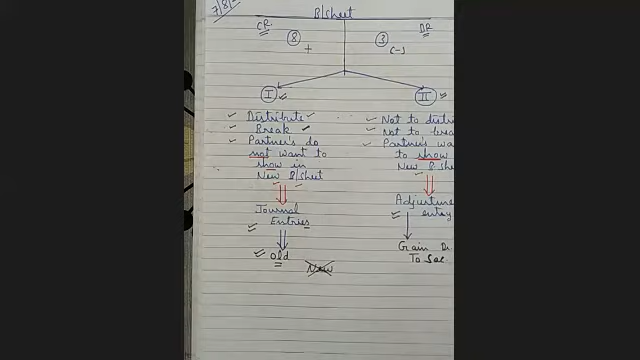 7/8/
B/Sheet
CR
DR
8
3
+
(-)
I
II
Distribute
Break
Partner's do
not want to
show in
New B/Sheet
Journal
Entries
Old
New
Not to distri
Not to brea
Partner's wa
to show
New B/She
Adjustme
entry
Gain Dr.
To Sac.